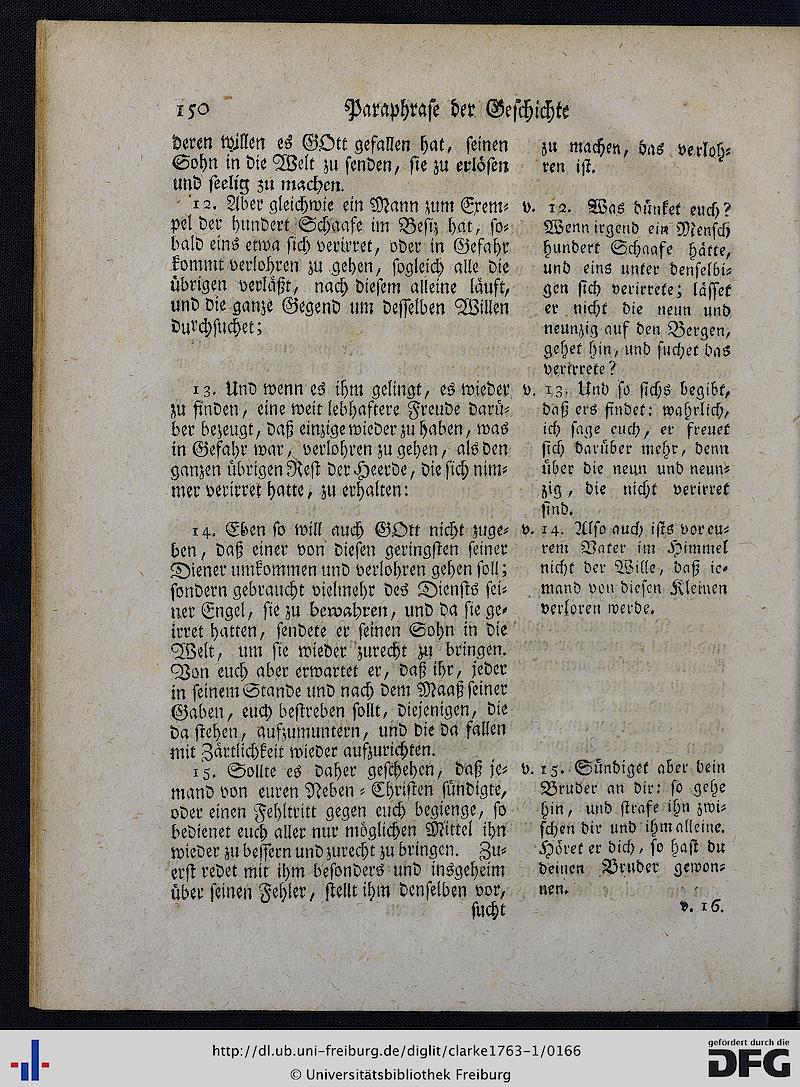 150
Paraphrase der Geschichte
deren willen es GOtt gefallen hat, seinen
Sohn in die Welt zu senden, sie zu erlösen
und seelig zu machen.
12. Aber gleichwie ein Mann zum Exem-
pel der hundert Schaafe im Besiz hat, so-
bald eins etwa sich verirret, oder in Gefahr
kommt verlohren zu gehen, sogleich alle die
übrigen verläßt, nach diesem alleine läuft,
und die ganze Gegend um desselben Willen
durchsuchet;
13. Und wenn es ihm gelingt, es wieder
zu finden, eine weit lebhaftere Freude darü-
ber bezeugt, daß einzige wieder zu haben, was
in Gefahr war, verlohren zu gehen, als den
ganzen übrigen Rest der Heerde, die sich nim-
mer verirret hatte, zu erhalten:
14. Eben so will auch GOtt nicht zuge-
ben, daß einer von diesen geringsten seiner
Diener umkommen und verlohren gehen soll;
sondern gebraucht vielmehr des Diensts sei-
ner Engel, sie zu bewahren, und da sie ge-
irret hatten, sendete er seinen Sohn in die
Welt, um sie wieder zurecht zu bringen.
Von euch aber erwartet er, daß ihr, jeder
in seinem Stande und nach dem Maaß seiner
Gaben, euch bestreben sollt, diejenigen, die
da stehen, aufzumuntern, und die da fallen
mit Zärtlichkeit wieder aufzurichten.
15. Sollte es daher geschehen, daß je-
mand von euren Neben-Christen sündigte,
oder einen Fehltritt gegen euch begienge, so
bedienet euch aller nur möglichen Mittel ihn
wieder zu bessern und zurecht zu bringen. Zu-
erst redet mit ihm besonders und insgeheim
über seinen Fehler, stellt ihm denselben vor,
sucht
zu machen, das verloh-
ren ist.
v. 12. Was dünket euch?
Wenn irgend ein Mensch
hundert Schaafe hätte,
und eins unter denselbi-
gen sich verirrete; lässet
er nicht die neun und
neunzig auf den Bergen,
gehet hin, und suchet das
verirrete?
v. 13. Und so sichs begibt,
daß ers findet: wahrlich,
ich sage euch, er freuet
sich darüber mehr, denn
über die neun und neun-
zig, die nicht verirret
sind.
v. 14. Also auch ists vor eu-
rem Vater im Himmel
nicht der Wille, daß je-
mand von diesen Kleinen
verloren werde.
v. 15. Sündiget aber dein
Bruder an dir: so gehe
hin, und strafe ihn zwi-
schen dir und ihm alleine.
Höret er dich, so hast du
deinen Bruder gewon-
nen.
v. 16.
http://dl.ub.uni-freiburg.de/diglit/clarke1763-1/0166
© Universitätsbibliothek Freiburg
gefördert durch die
DFG